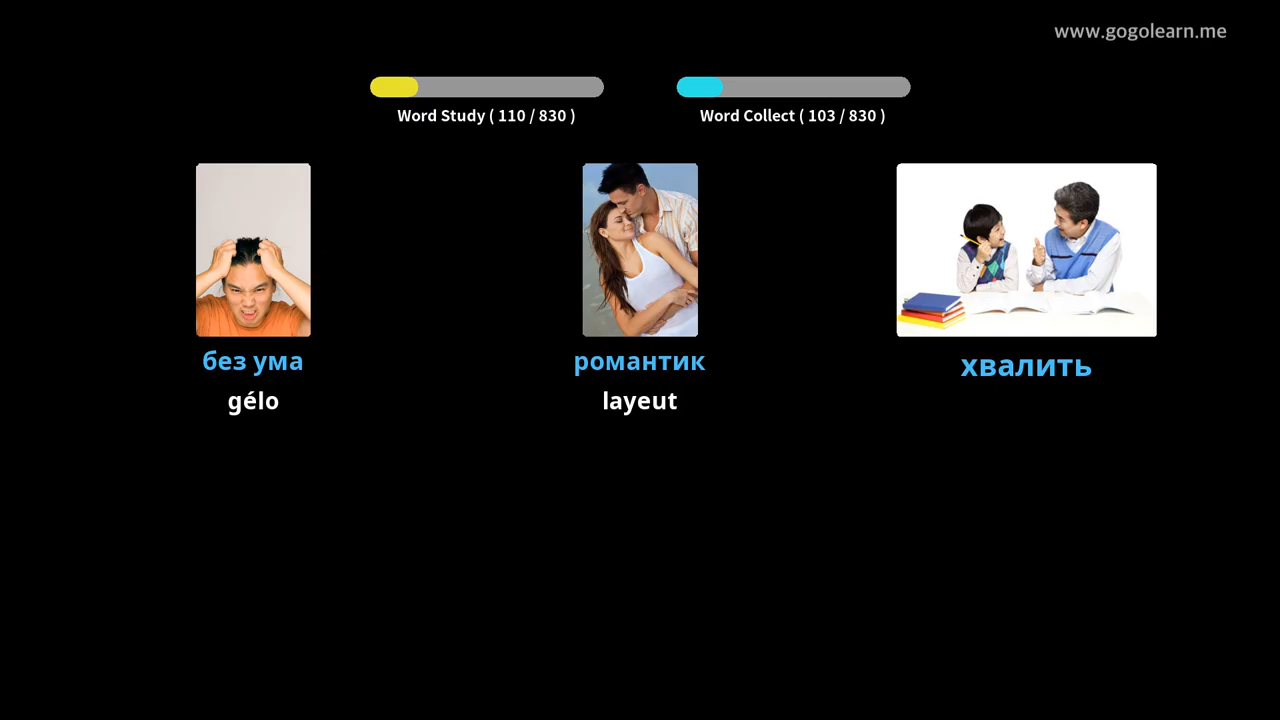 www.gogolearn.me
Word Study ( 110 / 830 )
Word Collect ( 103 / 830 )
без ума
романтик
хвалить
gélo
layeut